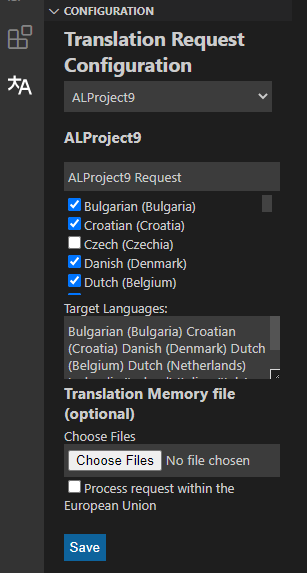 CONFIGURATION
Translation Request
Configuration
ALProject9
ALProject9
ALProject9 Request
Bulgarian (Bulgaria)
Croatian (Croatia)
Czech (Czechia)
Danish (Denmark)
Dutch (Belgium)
Target Languages:
Bulgarian (Bulgaria) Croatian
(Croatia) Danish (Denmark) Dutch
(Belgium) Dutch (Netherlands)
Translation Memory file
(optional)
Choose Files
Choose Files No file chosen
Process request within the
European Union
Save